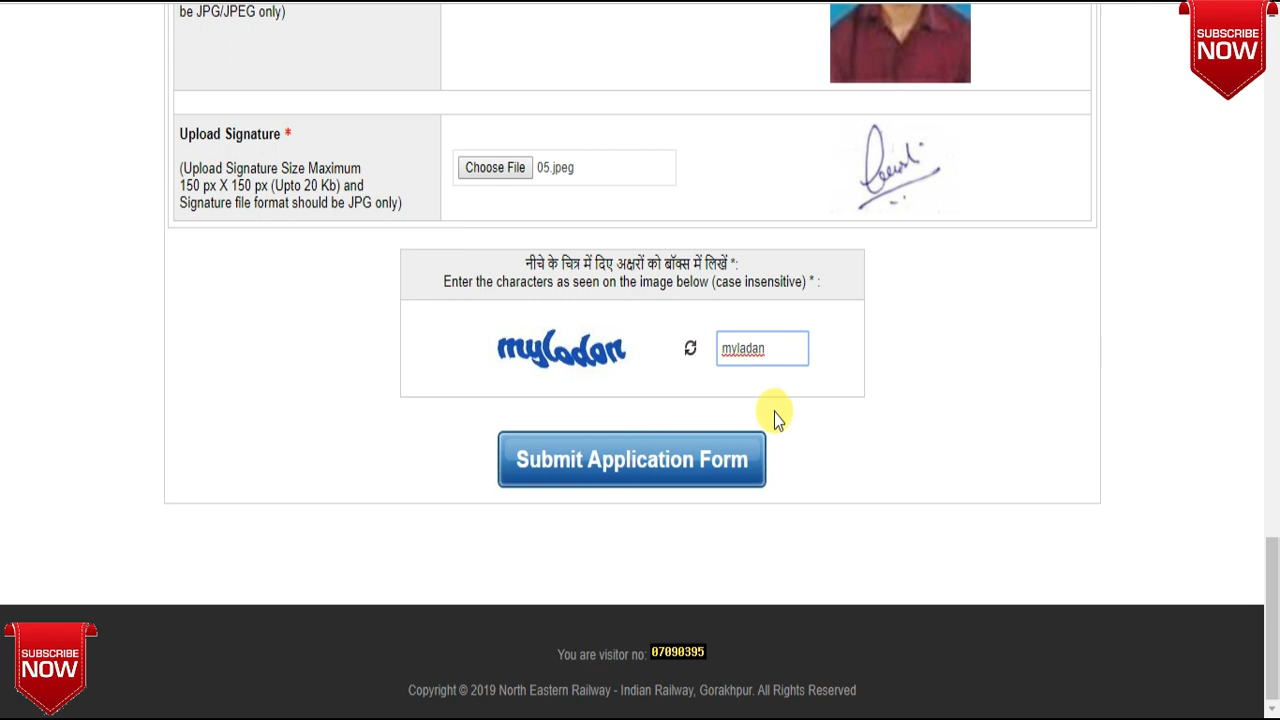 be JPG/JPEG only)
SUBSCRIBE
NOW
Upload Signature *
(Upload Signature Size Maximum
150 px X 150 px (Upto 20 Kb) and
Signature file format should be JPG only)
Choose File 05.jpeg
नीचे के चित्र में दिए अक्षरों को बॉक्स में लिखें *:
Enter the characters as seen on the image below (case insensitive) * :
myladan
myladan
Submit Application Form
SUBSCRIBE
NOW
You are visitor no: 07090395
Copyright © 2019 North Eastern Railway - Indian Railway, Gorakhpur. All Rights Reserved